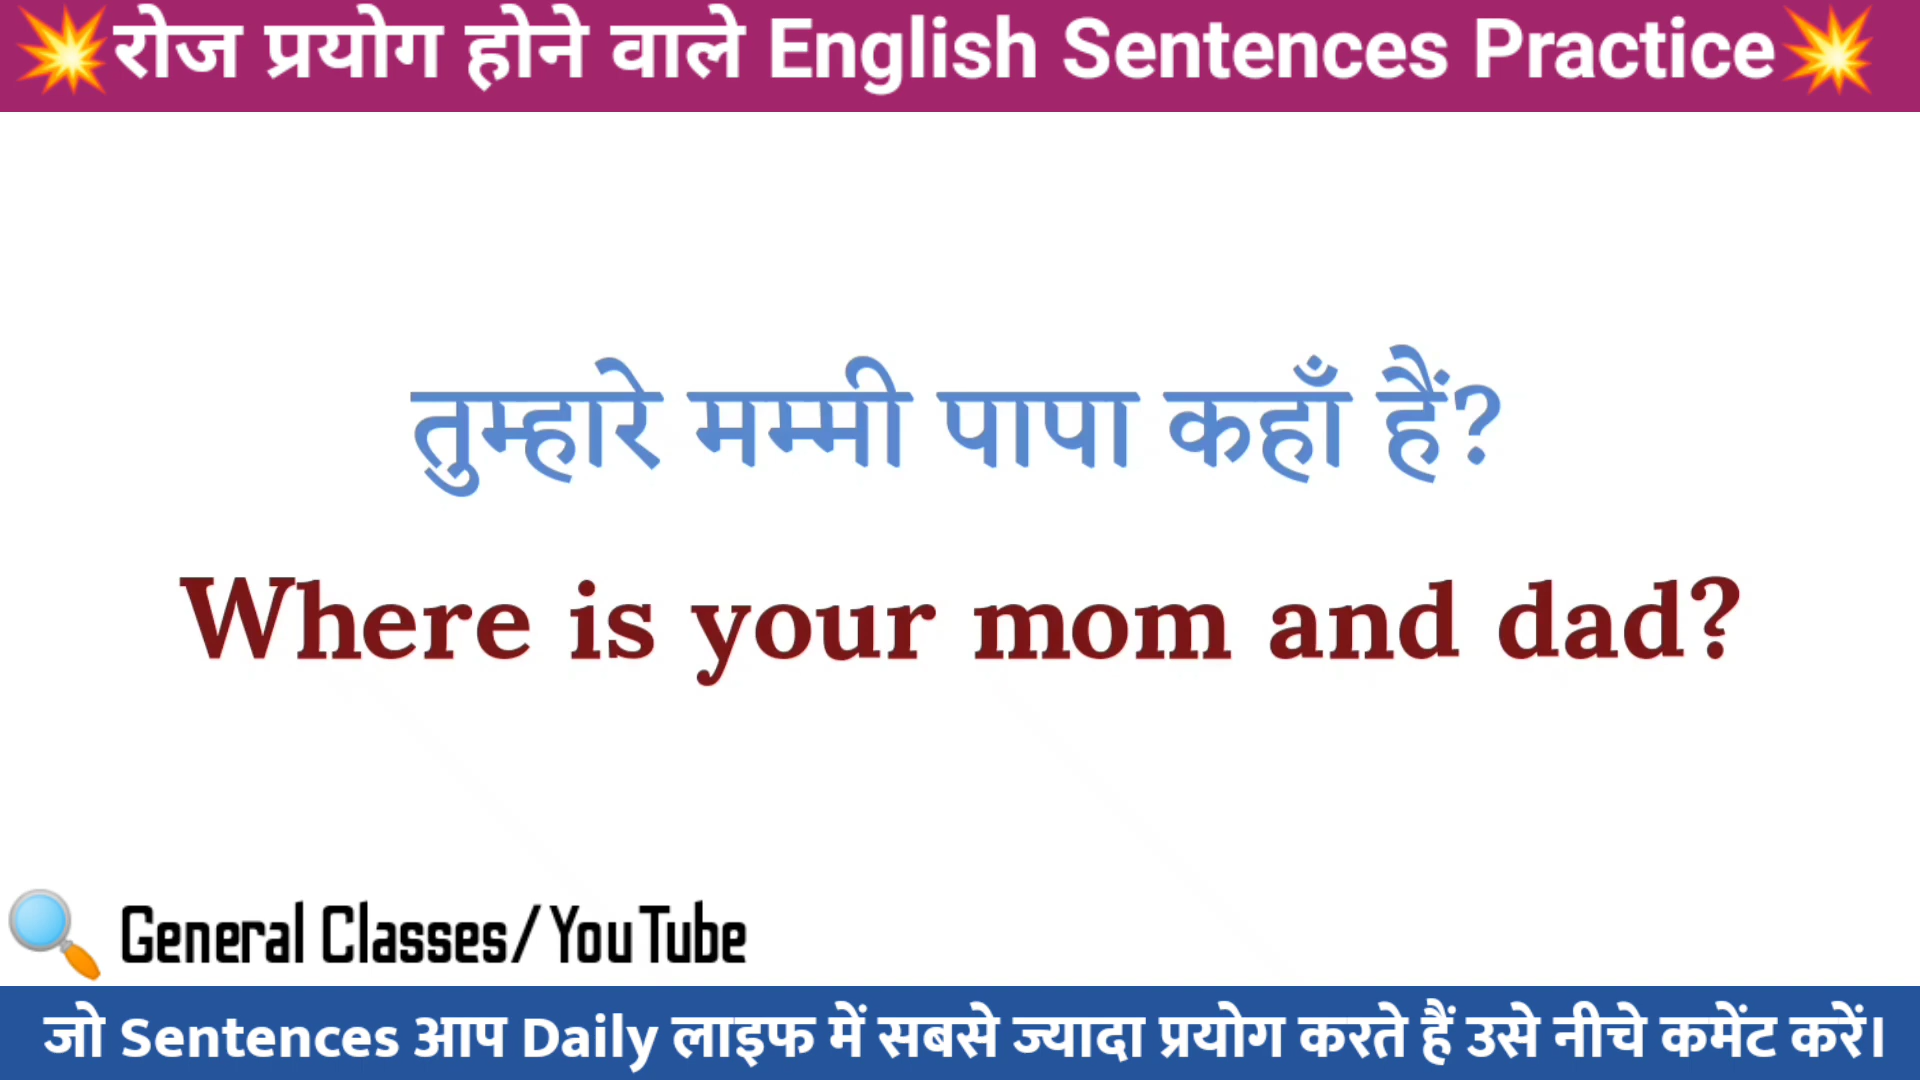 💥रोज प्रयोग होने वाले English Sentences Practice💥
तुम्हारे मम्मी पापा कहाँ हैं?
Where is your mom and dad?
🔍 General Classes/YouTube
जो Sentences आप Daily लाइफ में सबसे ज्यादा प्रयोग करते हैं उसे नीचे कमेंट करें।